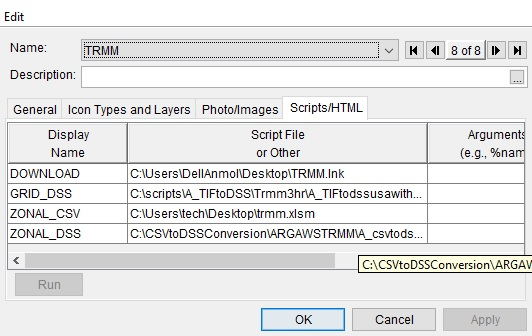 Edit
Name: TRMM 8 of 8
Description: ...
General Icon Types and Layers Photo/Images Scripts/HTML
Display Name Script File or Other Arguments (e.g., %nam
DOWNLOAD C:\Users\DellAnmol\Desktop\TRMM.lnk
GRID_DSS C:\scripts\A_TIFtoDSS\Trmm3hr\A_TIFtodssusawith...
ZONAL_CSV C:\Users\tech\Desktop\trmm.xlsm
ZONAL_DSS C:\CSVtoDSSConversion\ARGAWSTRMM\A_csvtods...
C:\CSVtoDSSConversion\ARGAW
Run
OK Cancel Apply